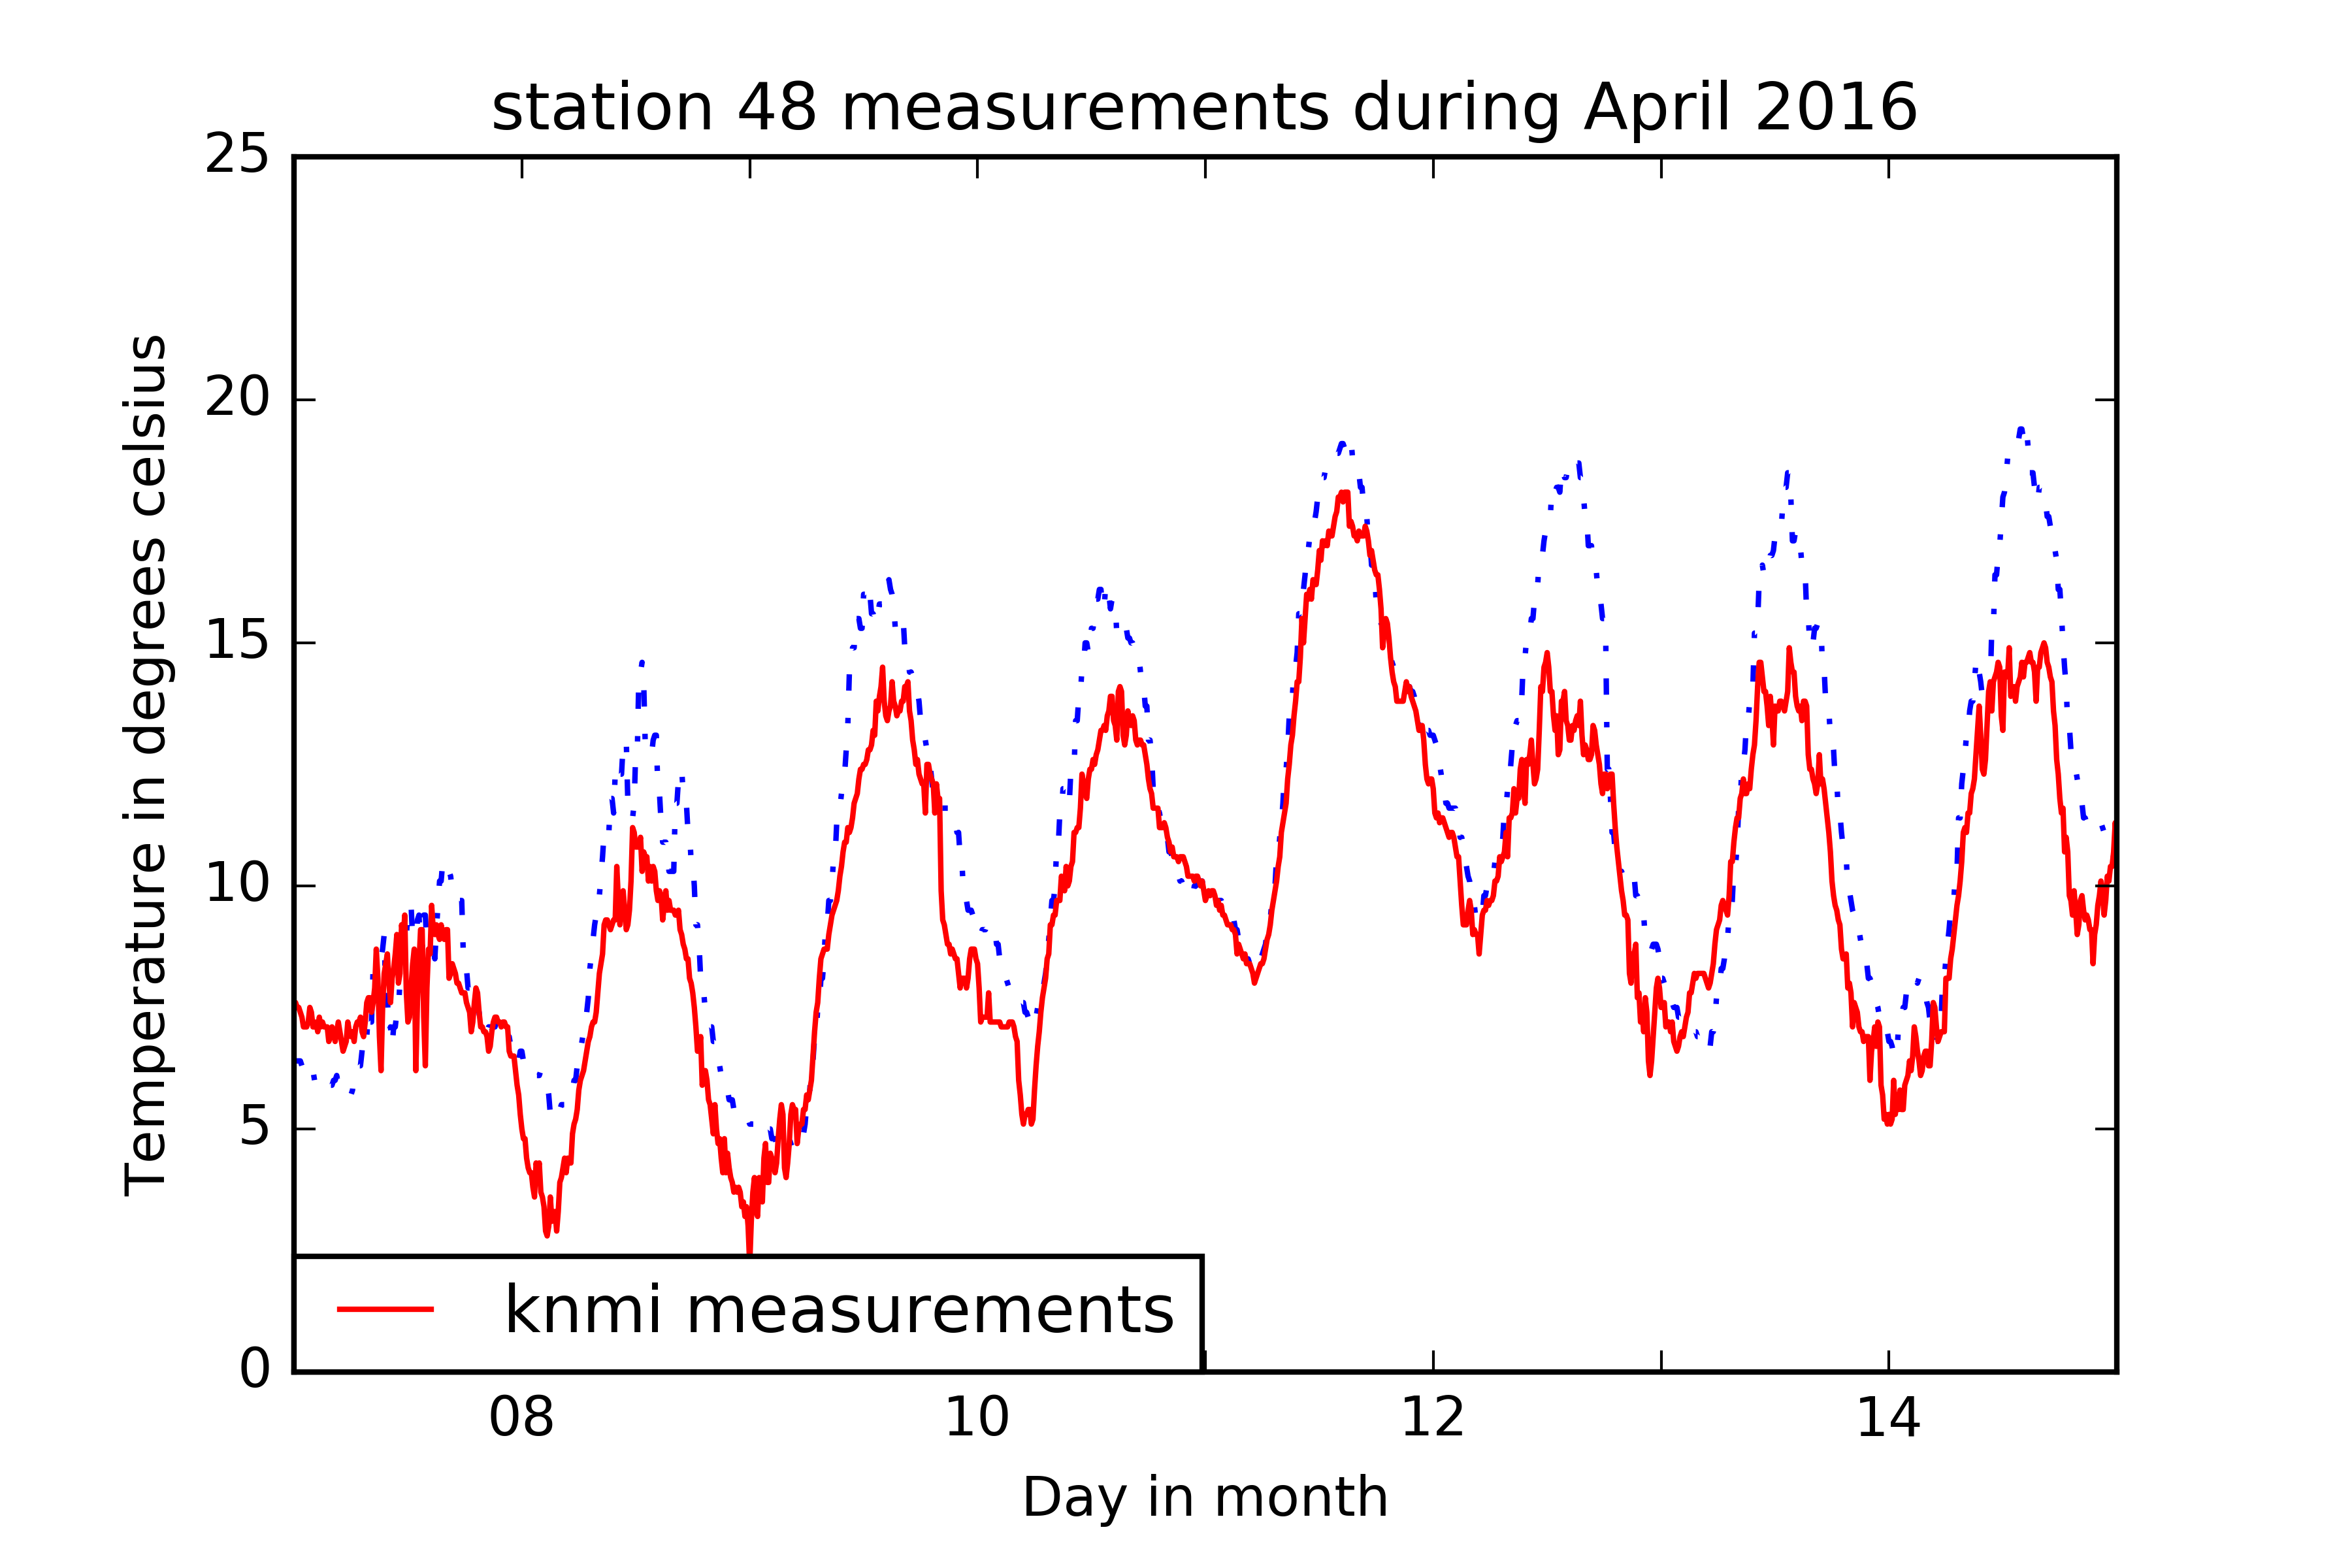 station 48 measurements during April 2016
25
20
15
10
5
0
Temperature in degrees celsius
knmi measurements
08 10 12 14
Day in month